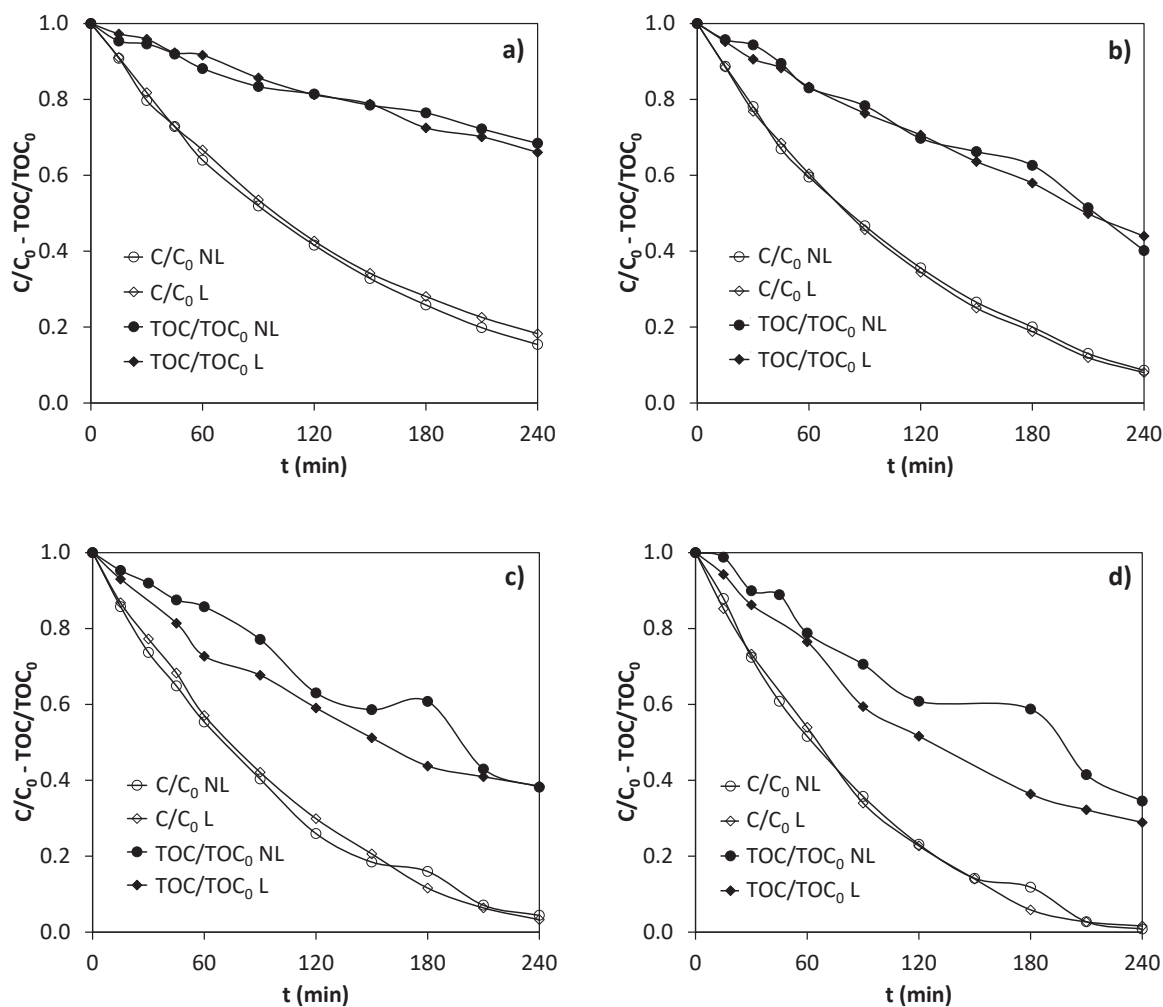 a)
C/C₀ - TOC/TOC₀
1.0
0.8
0.6
0.4
0.2
0.0
C/C₀ NL
C/C₀ L
TOC/TOC₀ NL
TOC/TOC₀ L
0 60 120 180 240
t (min)
b)
C/C₀ - TOC/TOC₀
1.0
0.8
0.6
0.4
0.2
0.0
C/C₀ NL
C/C₀ L
TOC/TOC₀ NL
TOC/TOC₀ L
0 60 120 180 240
t (min)
c)
C/C₀ - TOC/TOC₀
1.0
0.8
0.6
0.4
0.2
0.0
C/C₀ NL
C/C₀ L
TOC/TOC₀ NL
TOC/TOC₀ L
0 60 120 180 240
t (min)
d)
C/C₀ - TOC/TOC₀
1.0
0.8
0.6
0.4
0.2
0.0
C/C₀ NL
C/C₀ L
TOC/TOC₀ NL
TOC/TOC₀ L
0 60 120 180 240
t (min)